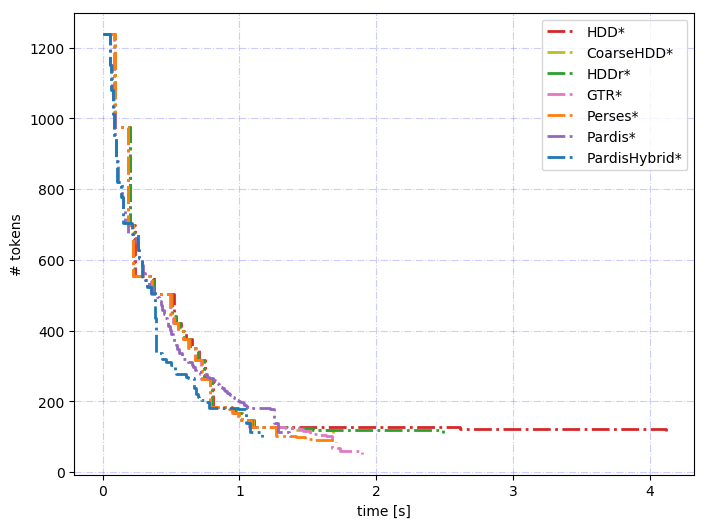 HDD*
CoarseHDD*
HDDr*
GTR*
Perses*
Pardis*
PardisHybrid*
1200
1000
800
600
400
200
0
# tokens
0 1 2 3 4
time [s]